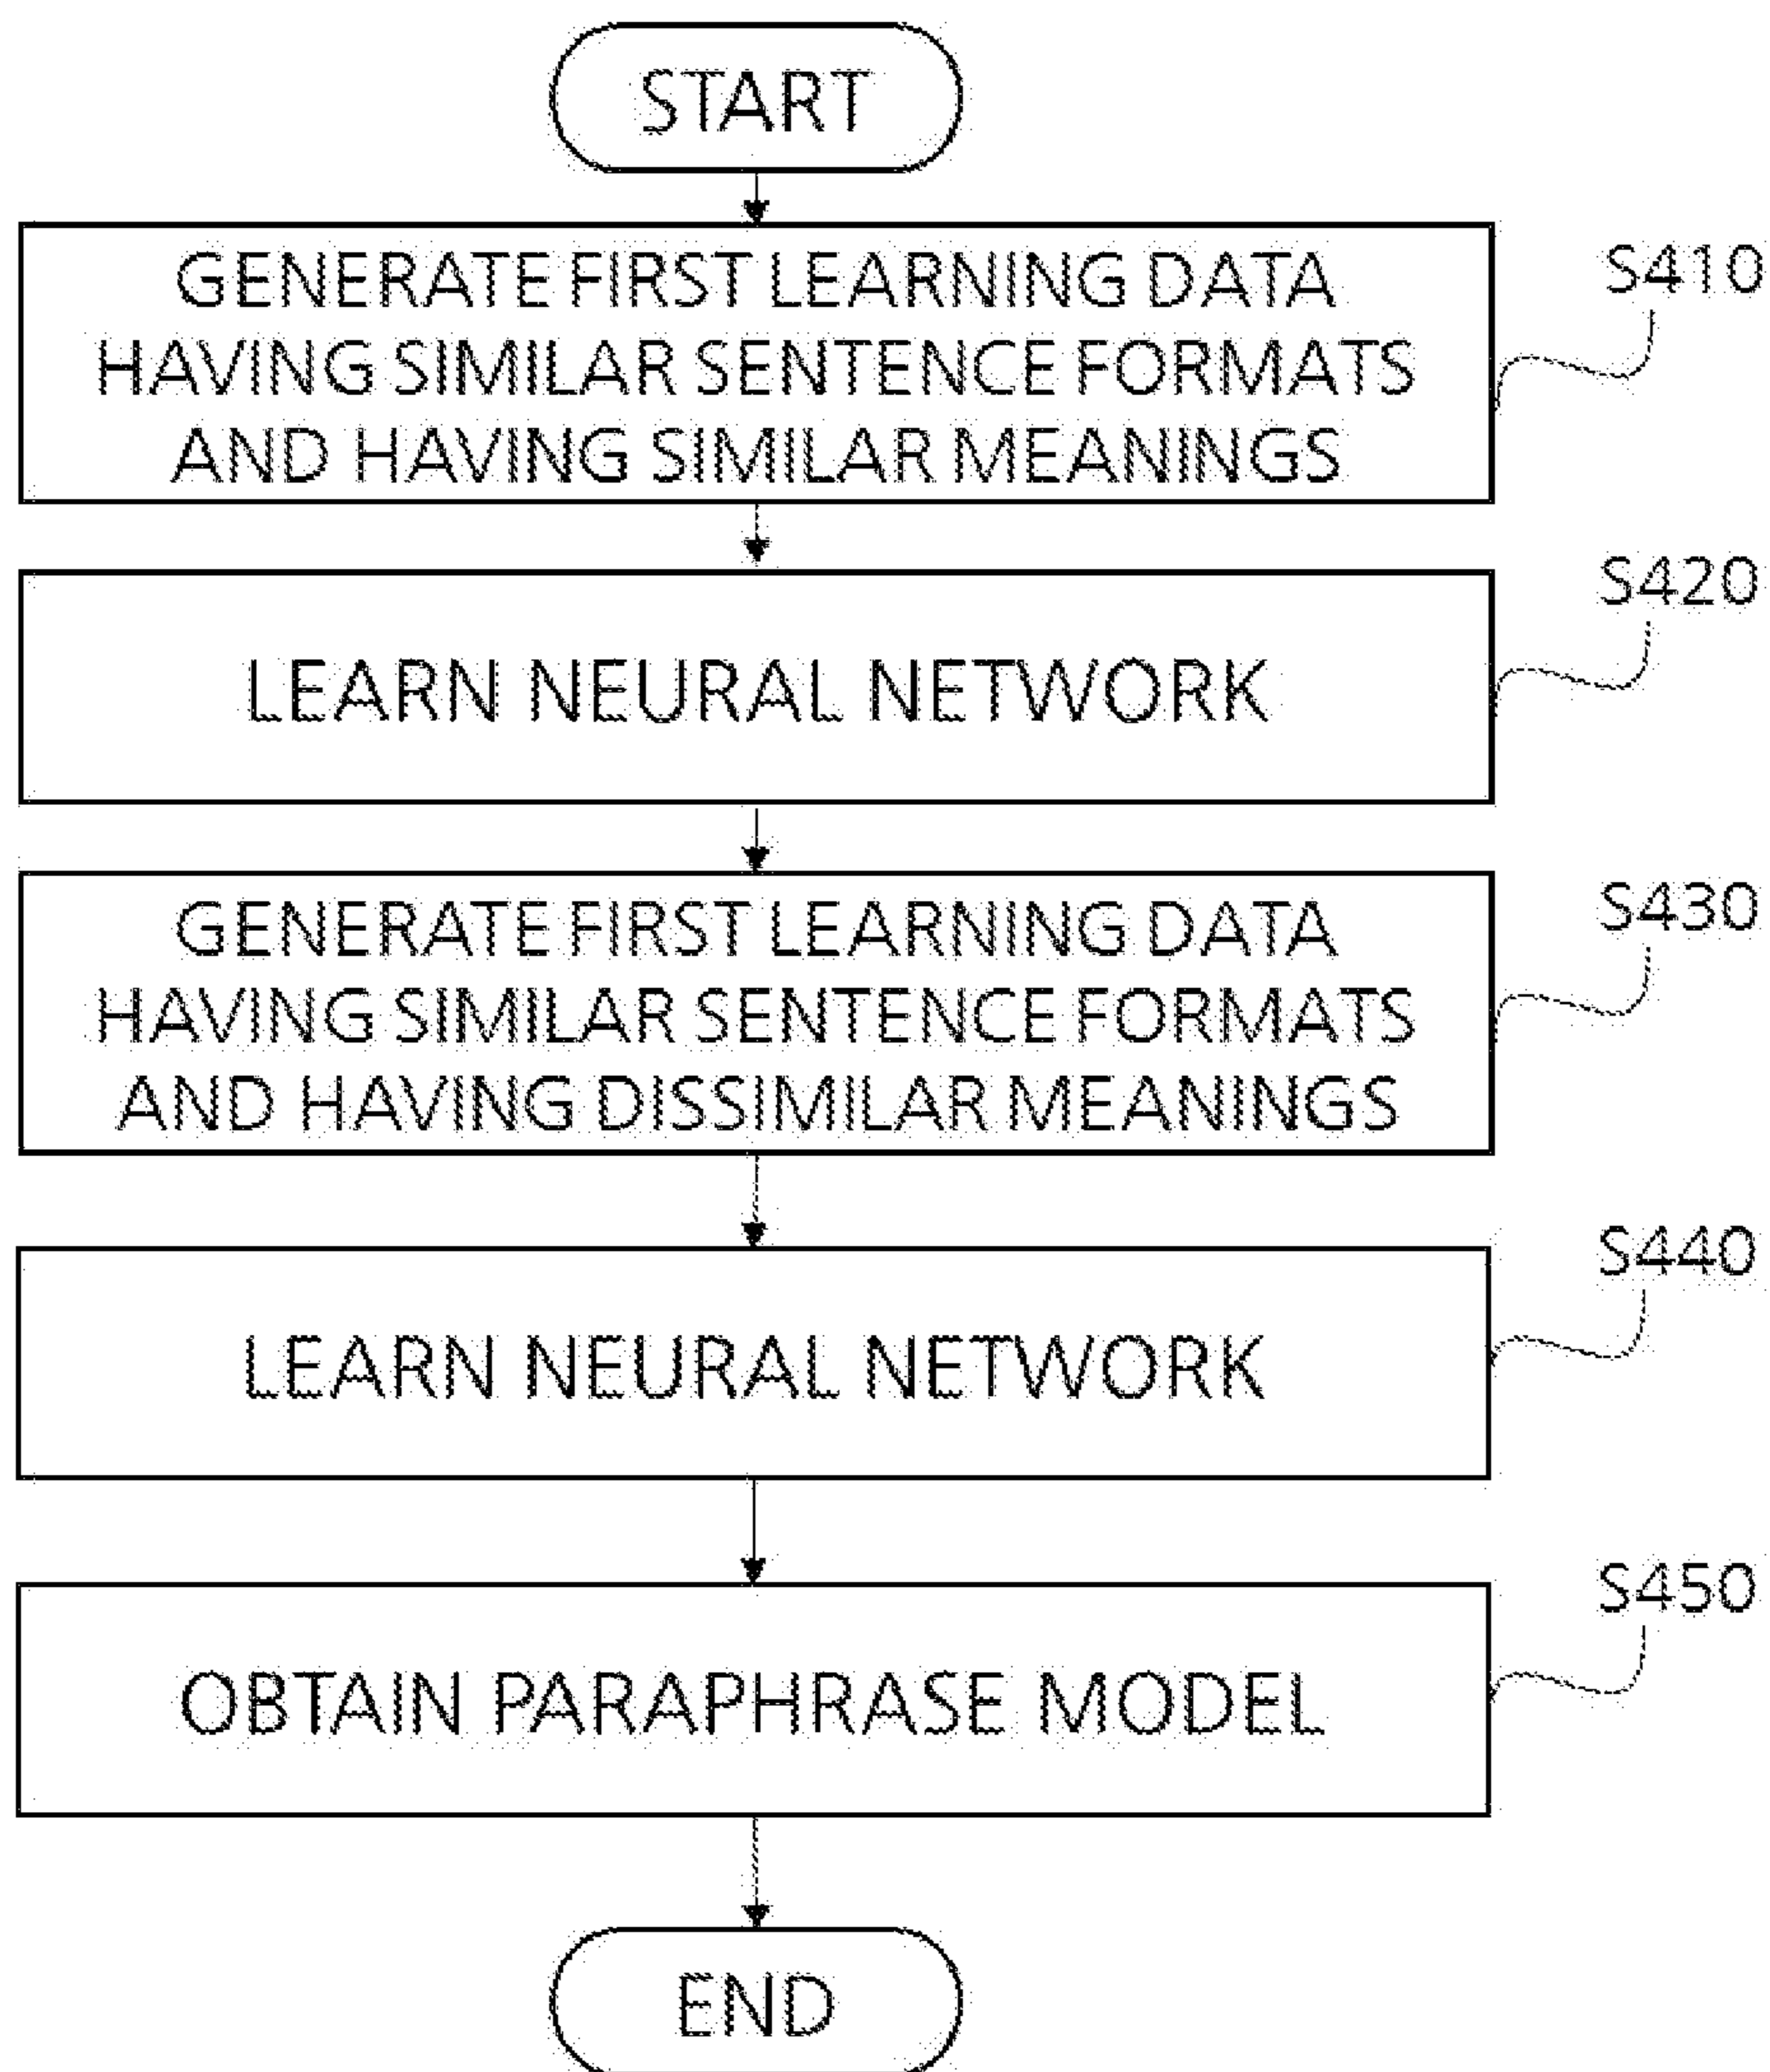 START
GENERATE FIRST LEARNING DATA
HAVING SIMILAR SENTENCE FORMATS
AND HAVING SIMILAR MEANINGS
S410
LEARN NEURAL NETWORK
S420
GENERATE FIRST LEARNING DATA
HAVING SIMILAR SENTENCE FORMATS
AND HAVING DISSIMILAR MEANINGS
S430
LEARN NEURAL NETWORK
S440
OBTAIN PARAPHRASE MODEL
S450
END